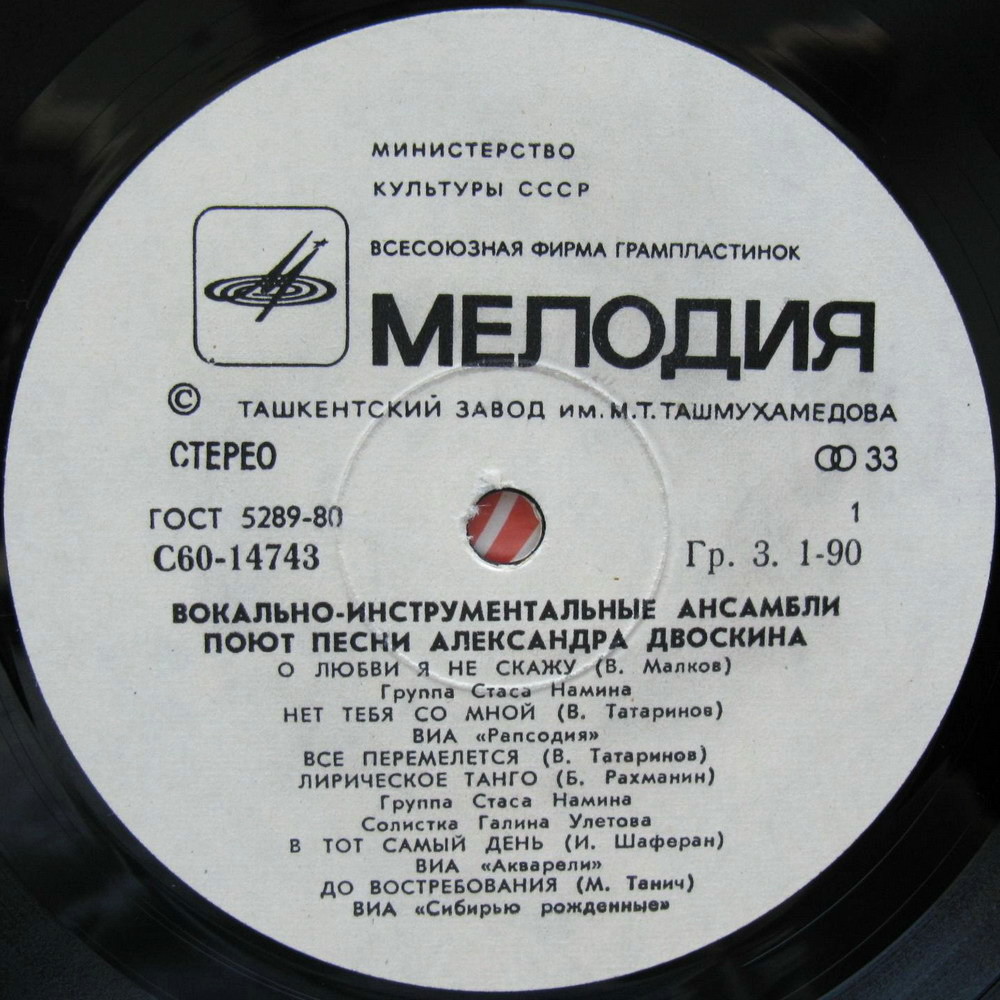 МИНИСТЕРСТВО
КУЛЬТУРЫ СССР
ВСЕСОЮЗНАЯ ФИРМА ГРАМПЛАСТИНОК
МЕЛОДИЯ
© ТАШКЕНТСКИЙ ЗАВОД им. М.Т. ТАШМУХАМЕДОВА
СТЕРЕО 33
ГОСТ 5289-80 1
С60-14743 Гр. 3. 1-90
ВОКАЛЬНО-ИНСТРУМЕНТАЛЬНЫЕ АНСАМБЛИ
ПОЮТ ПЕСНИ АЛЕКСАНДРА ДВОСКИНА
О ЛЮБВИ Я НЕ СКАЖУ (В. Малков)
Группа Стаса Намина
НЕТ ТЕБЯ СО МНОЙ (В. Татаринов)
ВИА «Рапсодия»
ВСЕ ПЕРЕМЕЛЕТСЯ (В. Татаринов)
ЛИРИЧЕСКОЕ ТАНГО (Б. Рахманин)
Группа Стаса Намина
Солистка Галина Улетова
В ТОТ САМЫЙ ДЕНЬ (И. Шаферан)
ВИА «Акварели»
ДО ВОСТРЕБОВАНИЯ (М. Танич)
ВИА «Сибирью рожденные»